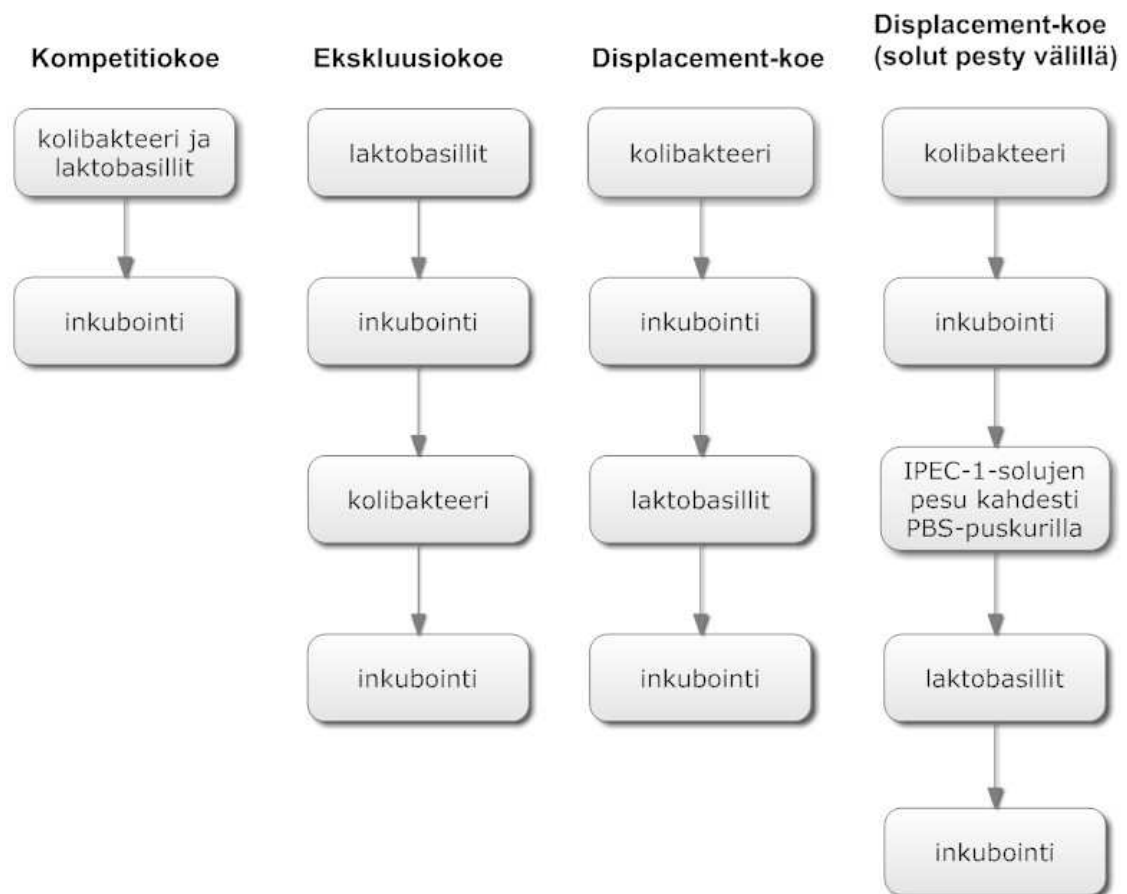 Kompetitiokoe
kolibakteeri ja
laktobasillit
inkubointi
Ekskluusiokoe
laktobasillit
inkubointi
kolibakteeri
inkubointi
Displacement-koe
kolibakteeri
inkubointi
laktobasillit
inkubointi
Displacement-koe
(solut pesty välillä)
kolibakteeri
inkubointi
IPEC-1-solujen
pesu kahdesti
PBS-puskurilla
laktobasillit
inkubointi